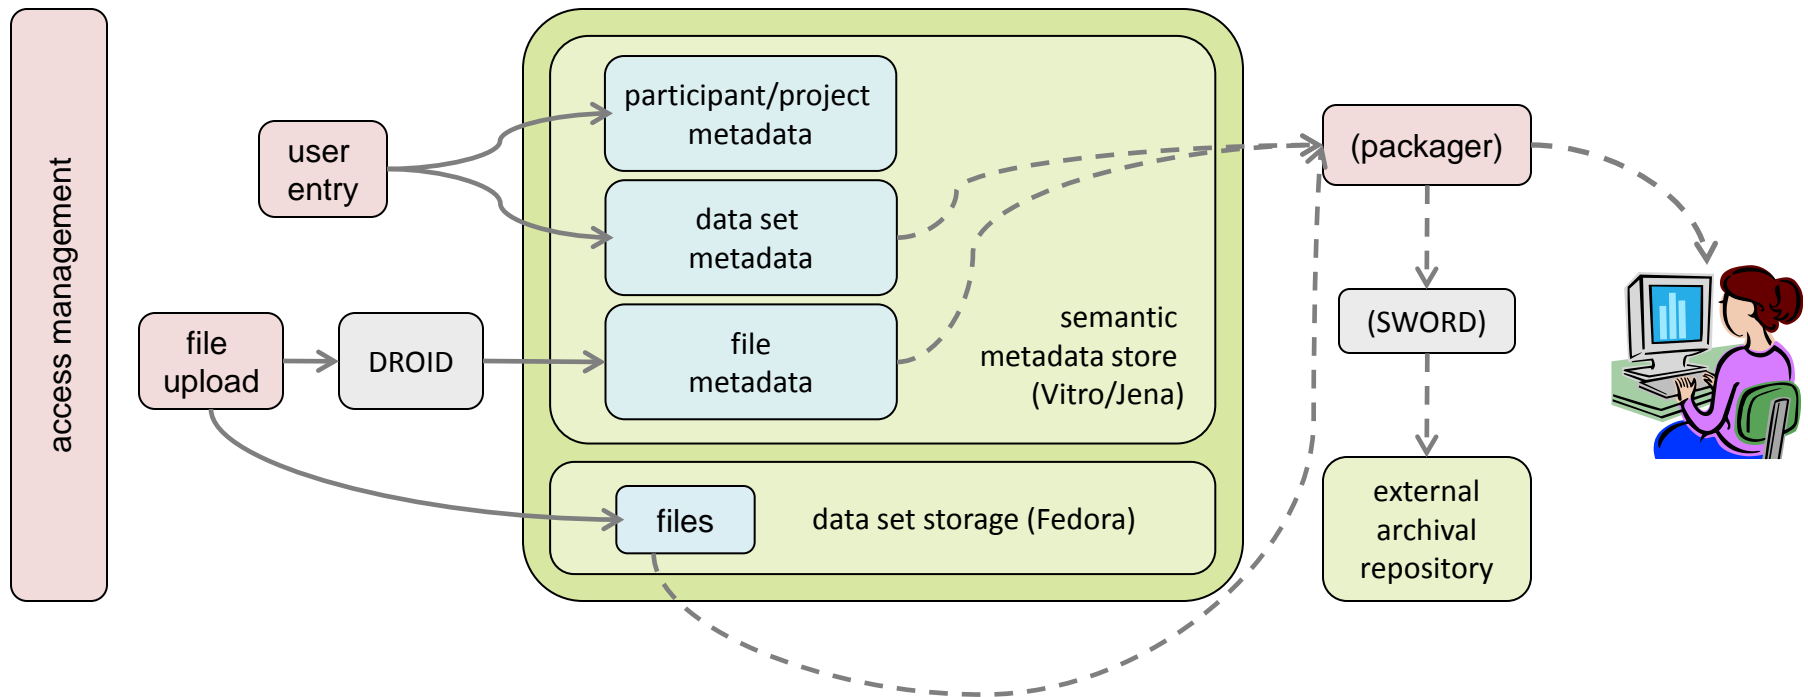 access management
user
entry
file
upload
DROID
participant/project
metadata
data set
metadata
file
metadata
semantic
metadata store
(Vitro/Jena)
files
data set storage (Fedora)
(packager)
(SWORD)
external
archival
repository